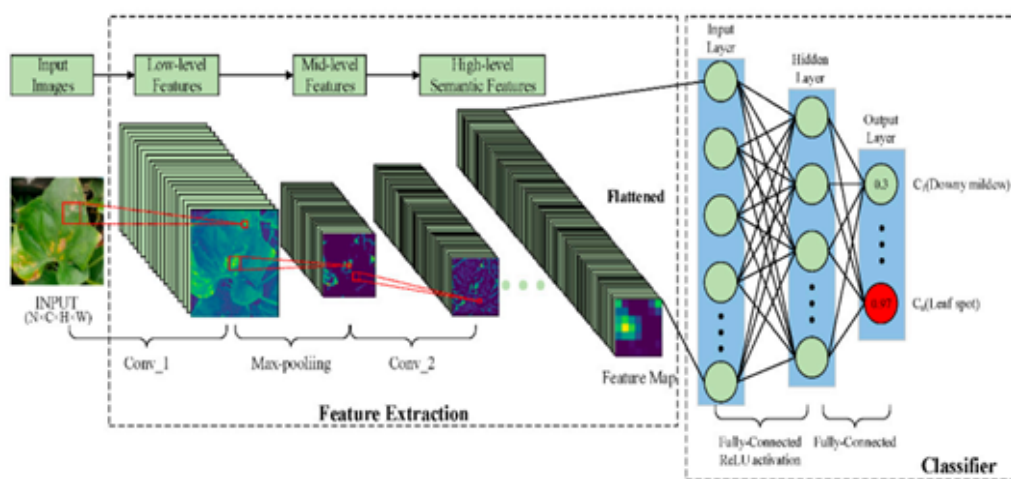 Input
Images
Low-level
Features
Mid-level
Features
High-level
Semantic Features
Input
Layer
Hidden
Layer
Output
Layer
Flattened
0.3
C₁(Downy mildew)
0.97
Cₙ(Leaf spot)
INPUT
(N×C×H×W)
Conv_1
Max-pooliing
Conv_2
Feature Map
Feature Extraction
Fully-Connected
ReLU activation
Fully-Connected
Classifier